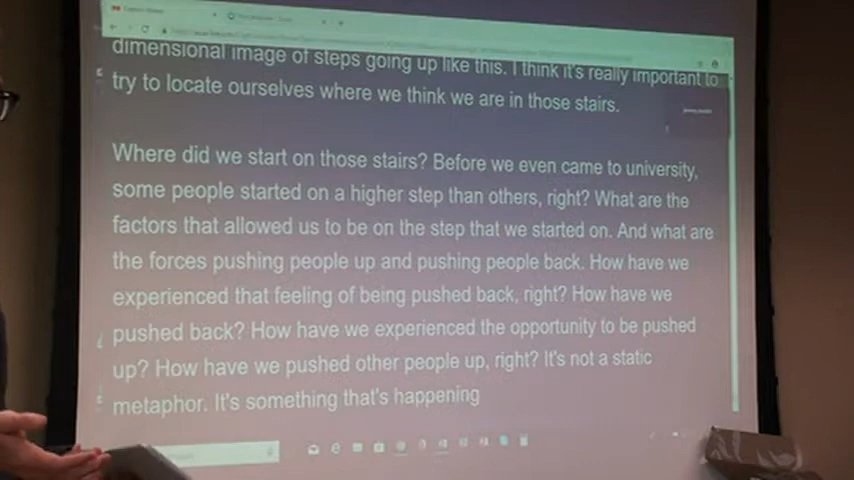 dimensional image of steps going up like this. I think it's really important to
try to locate ourselves where we think we are in those stairs.
Where did we start on those stairs? Before we even came to university,
some people started on a higher step than others, right? What are the
factors that allowed us to be on the step that we started on. And what are
the forces pushing people up and pushing people back. How have we
experienced that feeling of being pushed back, right? How have we
pushed back? How have we experienced the opportunity to be pushed
up? How have we pushed other people up, right? It's not a static
metaphor. It's something that's happening